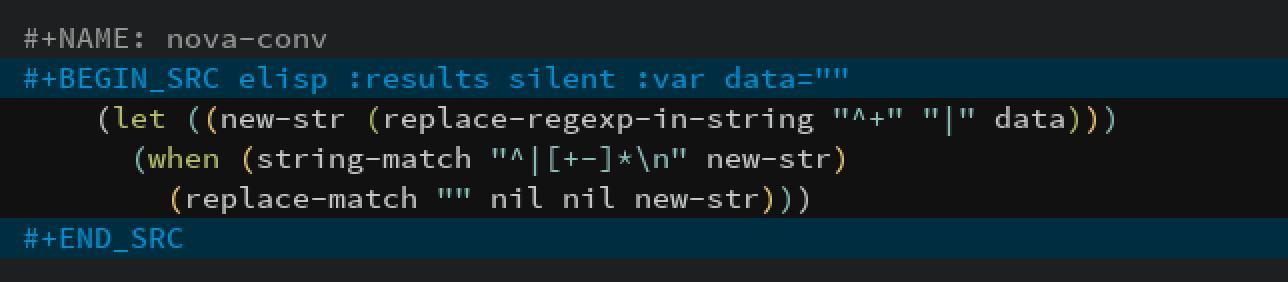 #+NAME: nova-conv
#+BEGIN_SRC elisp :results silent :var data=""
    (let ((new-str (replace-regexp-in-string "^+" "|" data)))
      (when (string-match "^|[+-]*\n" new-str)
        (replace-match "" nil nil new-str)))
#+END_SRC